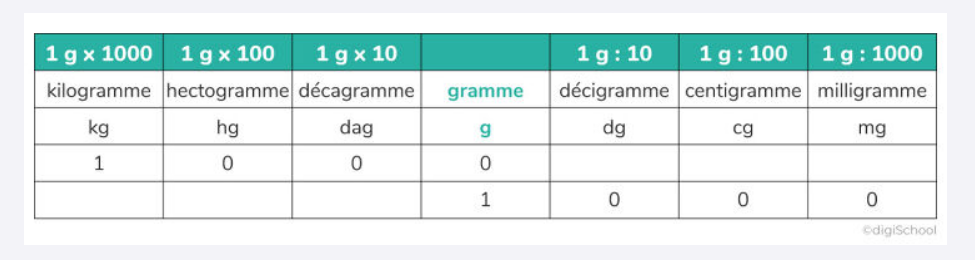 1 g x 1000 1 g x 100 1 g x 10 1 g : 10 1 g : 100 1 g : 1000
kilogramme hectogramme décagramme gramme décigramme centigramme milligramme
kg hg dag g dg cg mg
1 0 0 0
1 0 0 0
©digiSchool